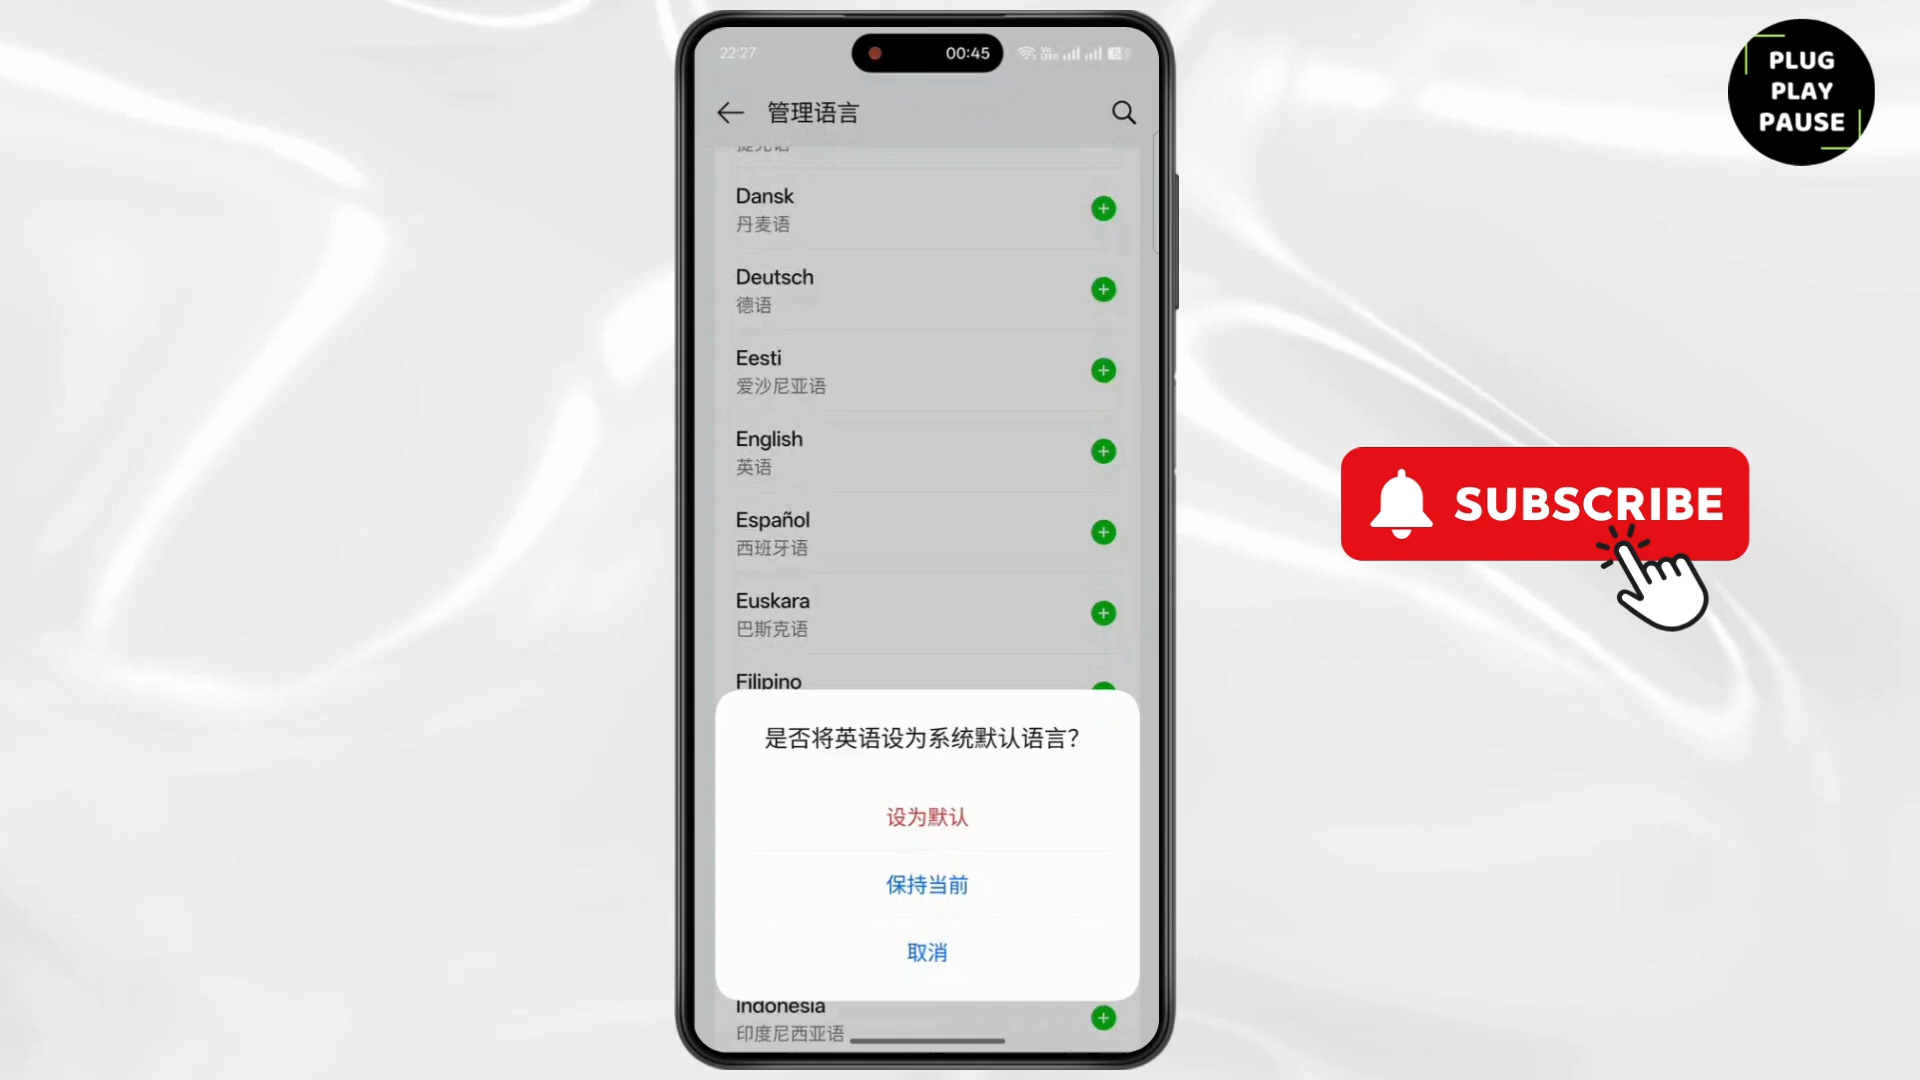 22:27
00:45
管理语言
Dansk
丹麦语
Deutsch
德语
Eesti
爱沙尼亚语
English
英语
Español
西班牙语
Euskara
巴斯克语
Filipino
是否将英语设为系统默认语言？
设为默认
保持当前
取消
Indonesia
印度尼西亚语
PLUG
PLAY
PAUSE
SUBSCRIBE